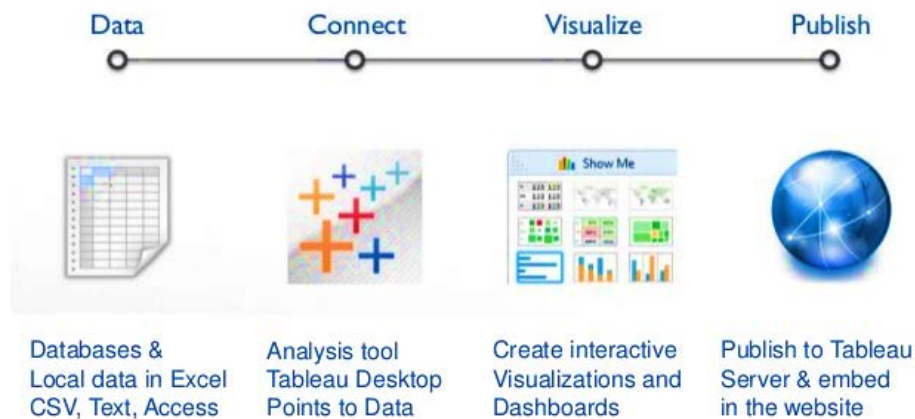 Data Connect Visualize Publish
Show Me
Databases &
Local data in Excel
CSV, Text, Access
Analysis tool
Tableau Desktop
Points to Data
Create interactive
Visualizations and
Dashboards
Publish to Tableau
Server & embed
in the website